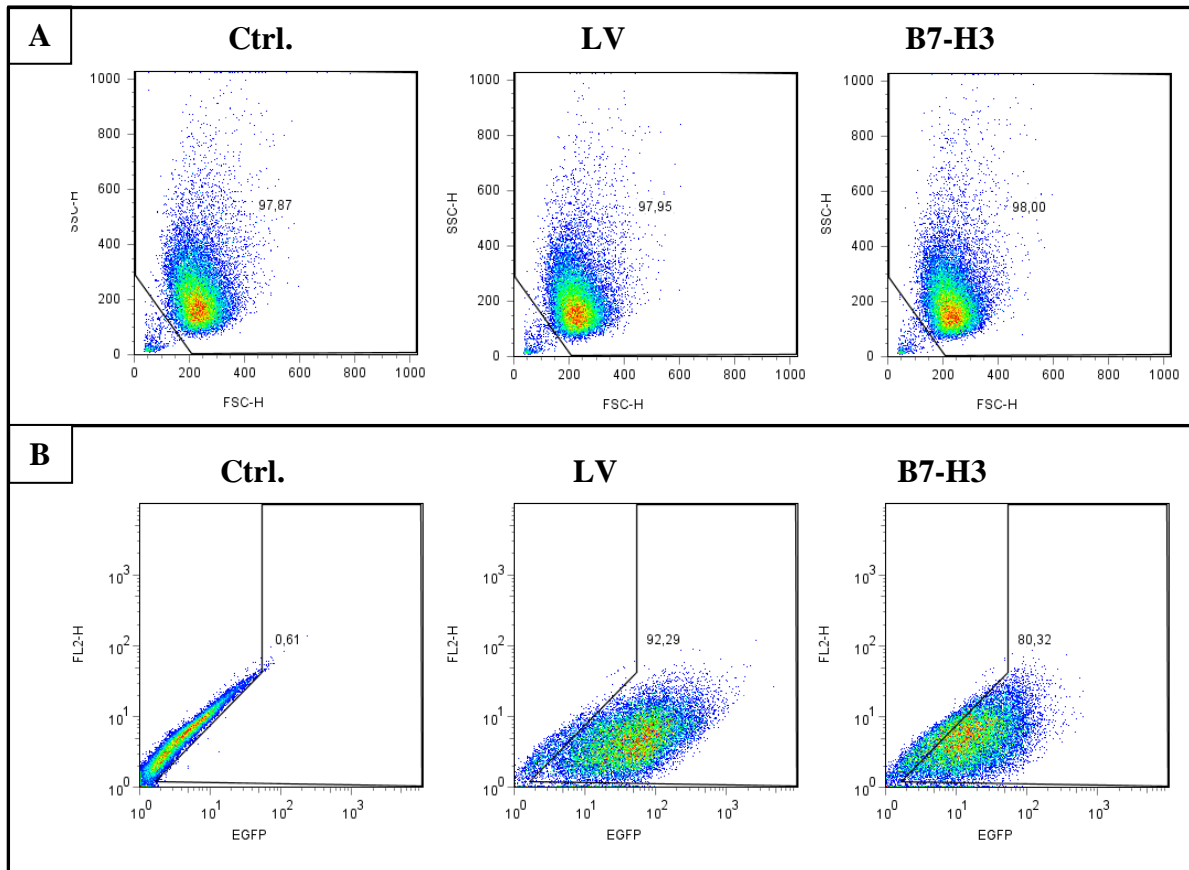 A
Ctrl. LV B7-H3
1000 1000 1000
800 800 800
600 600 600
97,87 97,95 98,00
SSC-H SSC-H SSC-H
400 400 400
200 200 200
0 0 0
0 200 400 600 800 1000 0 200 400 600 800 1000 0 200 400 600 800 1000
FSC-H FSC-H FSC-H
B
Ctrl. LV B7-H3
10³ 10³ 10³
10² 10² 10²
0,61 92,29 80,32
FL2-H FL2-H FL2-H
10¹ 10¹ 10¹
10⁰ 10⁰ 10⁰
10⁰ 10¹ 10² 10³ 10⁰ 10¹ 10² 10³ 10⁰ 10¹ 10² 10³
EGFP EGFP EGFP